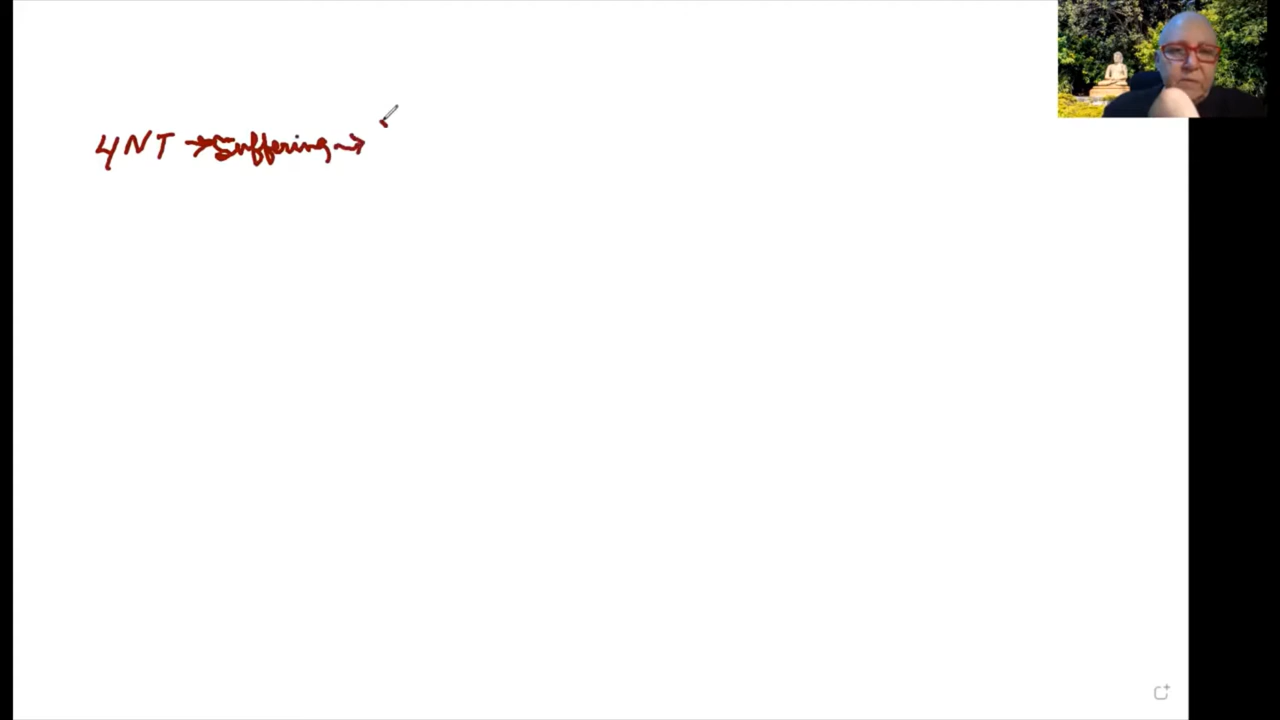 4NT → Suffering →